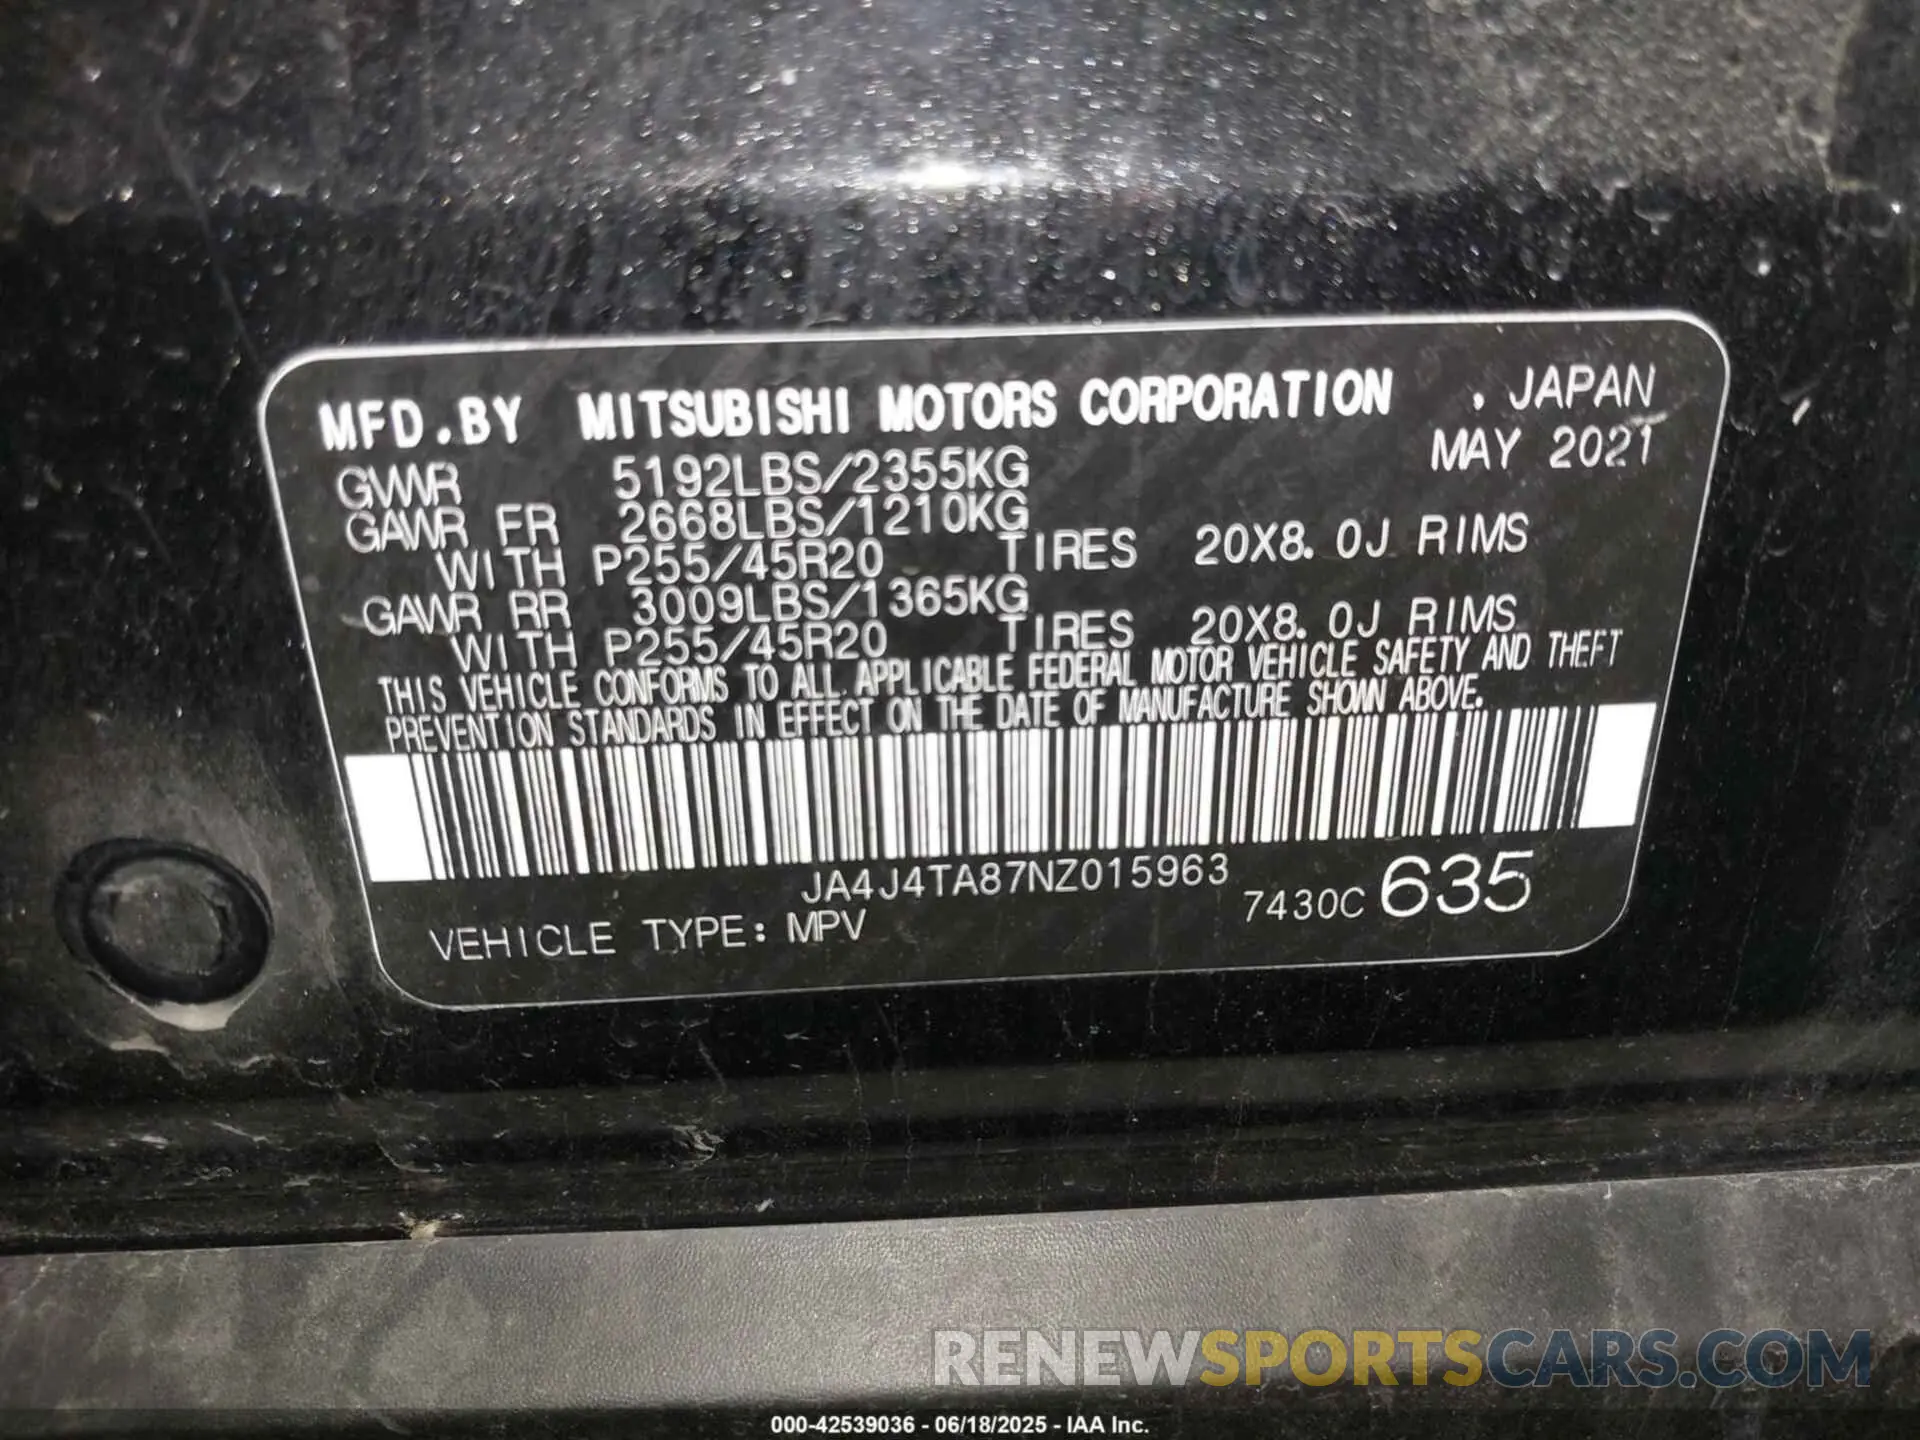 MFD.BY MITSUBISHI MOTORS CORPORATION . JAPAN
GVWR 5192LBS/2355KG MAY 2021
GAWR FR 2668LBS/1210KG
WITH P255/45R20 TIRES 20X8.0J RIMS
GAWR RR 3009LBS/1365KG
WITH P255/45R20 TIRES 20X8.0J RIMS
THIS VEHICLE CONFORMS TO ALL APPLICABLE FEDERAL MOTOR VEHICLE SAFETY AND THEFT
PREVENTION STANDARDS IN EFFECT ON THE DATE OF MANUFACTURE SHOWN ABOVE.
JA4J4TA87NZ015963
VEHICLE TYPE: MPV 7430C 635
RENEWSPORTSCARS.COM
000-42539036 - 06/18/2025 - IAA Inc.